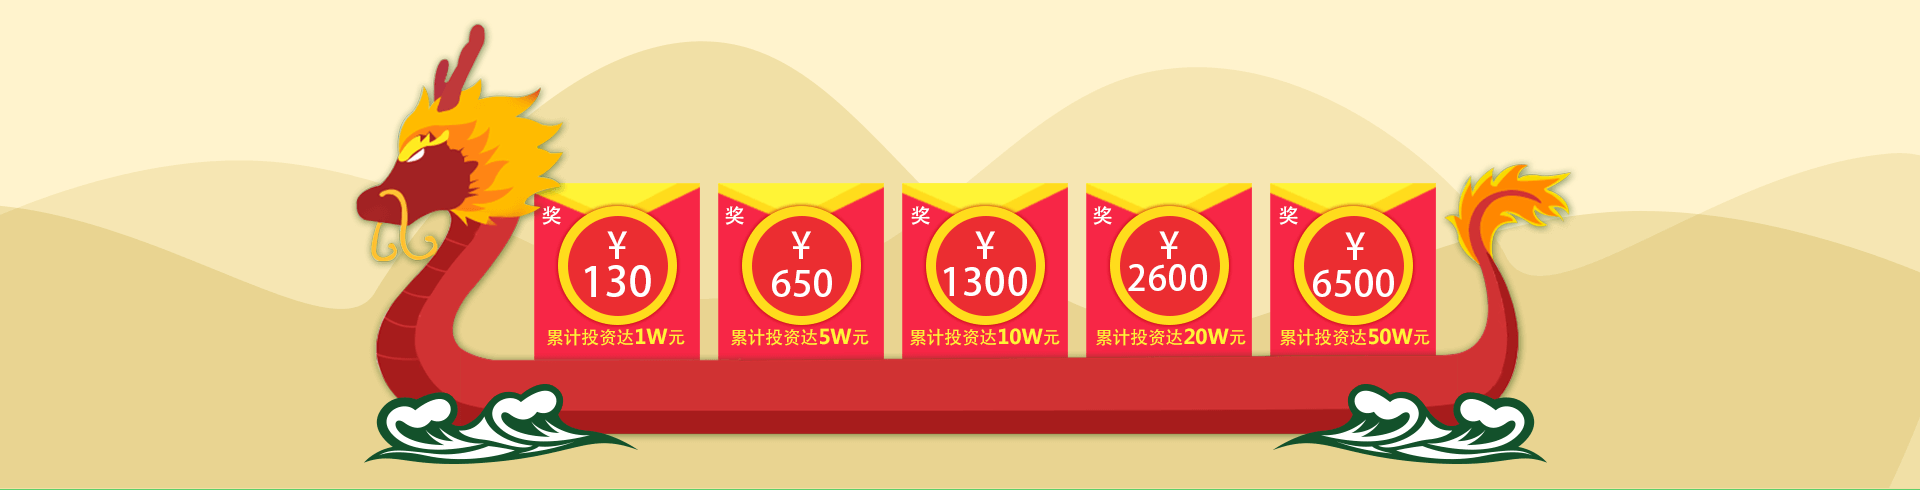 奖
¥
130
累计投资达1W元
奖
¥
650
累计投资达5W元
奖
¥
1300
累计投资达10W元
奖
¥
2600
累计投资达20W元
奖
¥
6500
累计投资达50W元